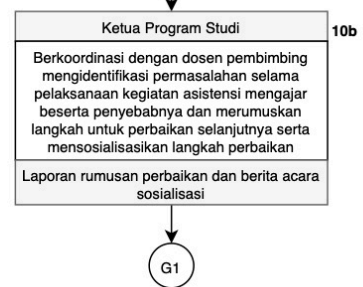 Ketua Program Studi
10b
Berkoordinasi dengan dosen pembimbing
mengidentifikasi permasalahan selama
pelaksanaan kegiatan asistensi mengajar
beserta penyebabnya dan merumuskan
langkah untuk perbaikan selanjutnya serta
mensosialisasikan langkah perbaikan
Laporan rumusan perbaikan dan berita acara
sosialisasi
G1